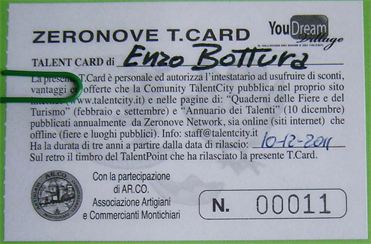 ZERONOVE T.CARD
YouDream
Village
TALENT CARD di Enzo Bottura
La presente T.Card è personale ed autorizza l'intestatario ad usufruire di sconti,
vantaggi e offerte che la Comunity TalentCity pubblica nel proprio sito
(www.talentcity.it) e nelle pagine di: "Quaderni delle Fiere e del
Turismo" (febbraio e settembre) e "Annuario dei Talenti" (10 dicembre)
pubblicati annualmente da Zeronove Network, sia online (siti internet) che
offline (fiere e luoghi pubblici). Info: staff@talentcity.it 10-12-2011
Ha la durata di tre anni a partire dalla data di rilascio:
Sul retro il timbro del TalentPoint che ha rilasciato la presente T.Card.
AR.CO.
Con la partecipazione
di AR.CO.
Associazione Artigiani
e Commercianti Montichiari
N. 00011